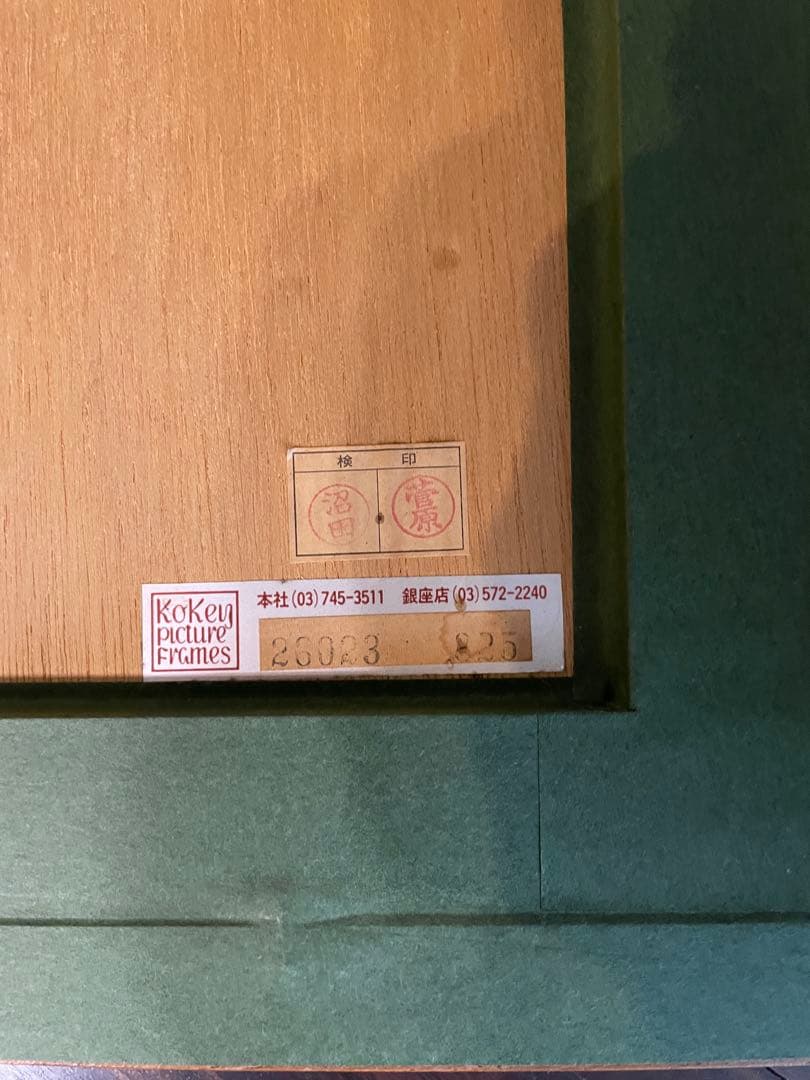 検 印
沼田
菅原
KoKey
picture
Frames
本社(03)745-3511 銀座店(03)572-2240
26023 825